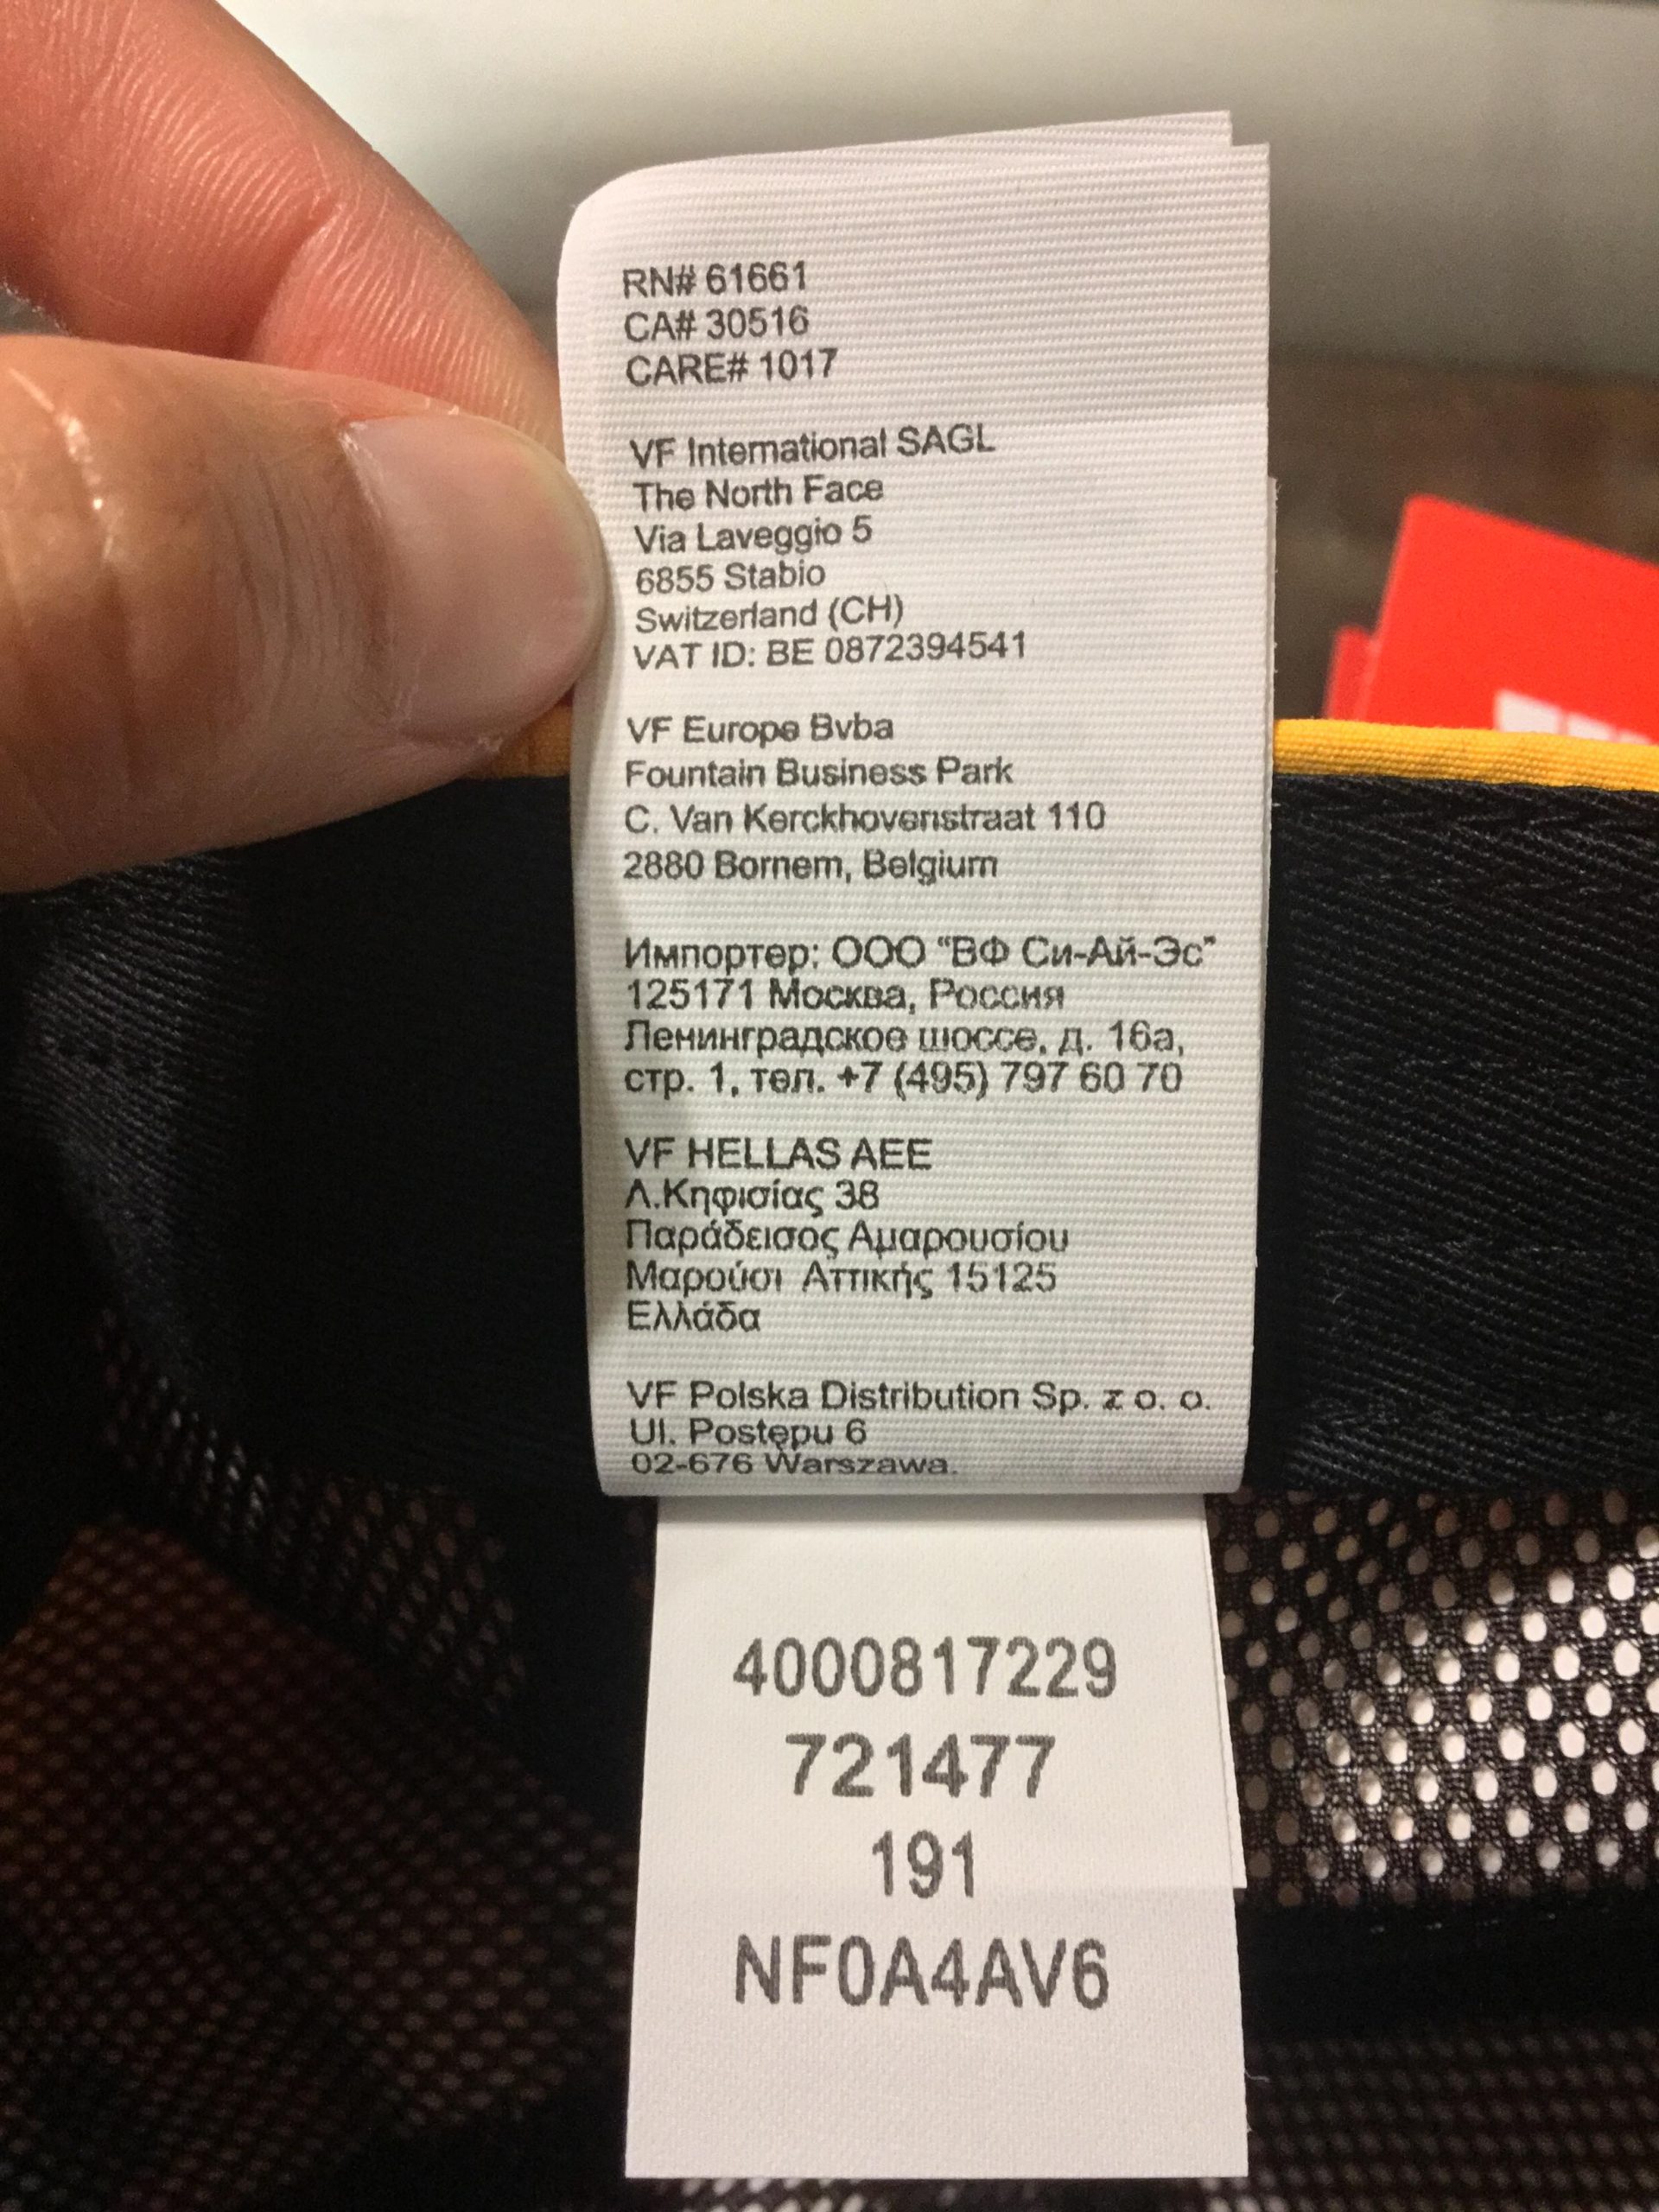 RN# 61661
CA# 30516
CARE# 1017
VF International SAGL
The North Face
Via Laveggio 5
6855 Stabio
Switzerland (CH)
VAT ID: BE 0872394541
VF Europe Bvba
Fountain Business Park
C. Van Kerckhovenstraat 110
2880 Bornem, Belgium
Импортер: ООО "ВФ Си-Ай-Эс"
125171 Москва, Россия
Ленинградское шоссе, д. 16а,
стр. 1, тел. +7 (495) 797 60 70
VF HELLAS AEE
Λ.Κηφισίας 38
Παράδεισος Αμαρουσίου
Μαρούσι Αττικής 15125
Ελλάδα
VF Polska Distribution Sp. z o. o.
Ul. Postępu 6
02-676 Warszawa.
4000817229
721477
191
NF0A4AV6